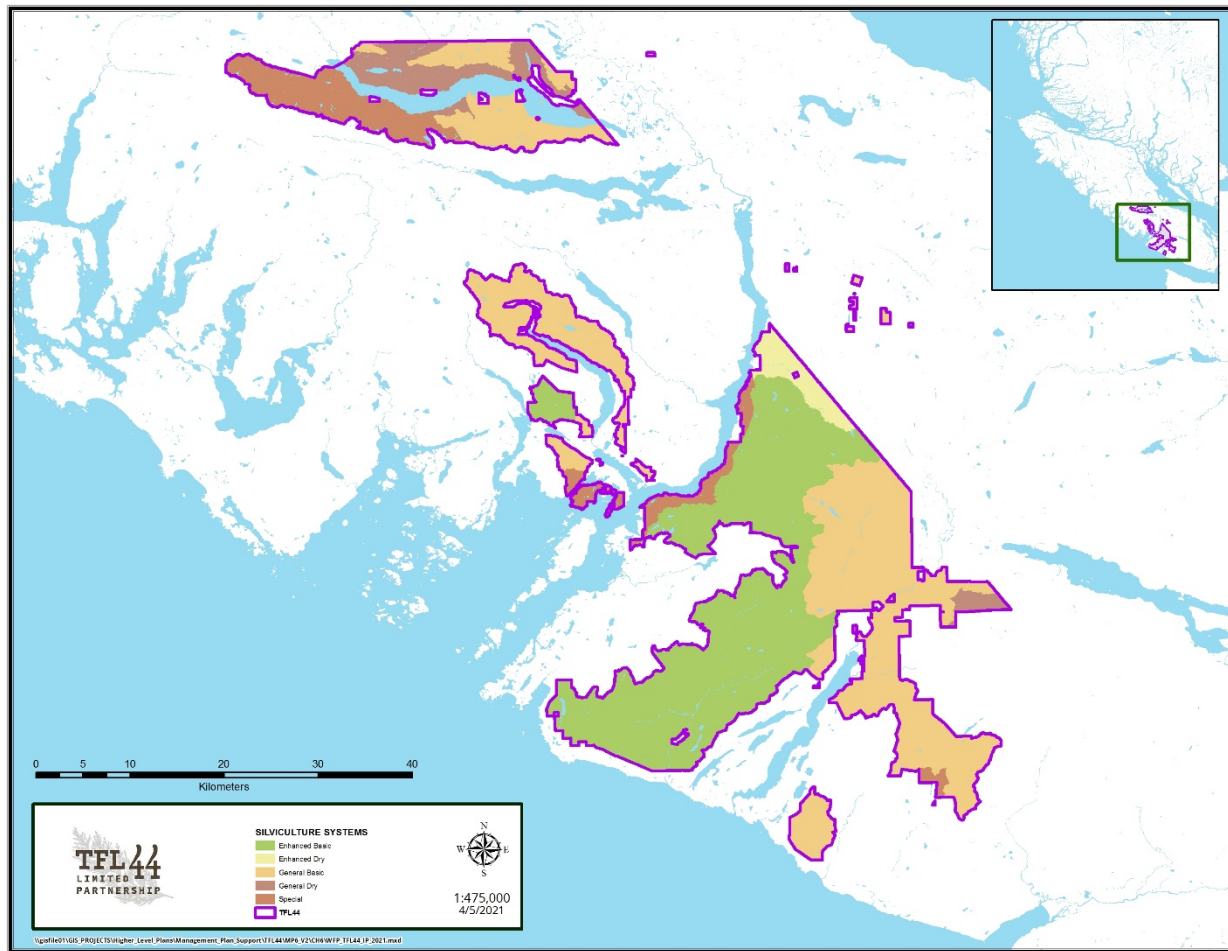 0 5 10 20 30 40
Kilometers
TFL44
LIMITED
PARTNERSHIP
SILVICULTURE SYSTEMS
Enhanced Basic
Enhanced Dry
General Basic
General Dry
Special
TFL44
N
W E
S
1:475,000
4/5/2021
\\gisfile01\GIS_PROJECTS\Higher_Level_Plans\Management_Plan_Support\TFL44\MP6_V2\CH6\WFP_TFL44_IP_2021.mxd